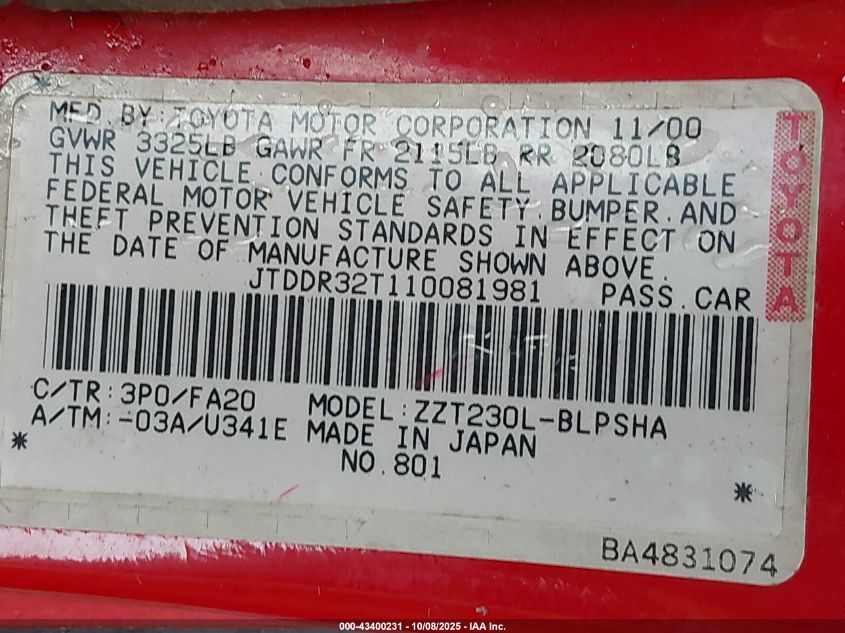 MFD. BY: TOYOTA MOTOR CORPORATION 11/00
GVWR 3325LB GAWR FR 2115LB RR 2080LB
THIS VEHICLE CONFORMS TO ALL APPLICABLE
FEDERAL MOTOR VEHICLE SAFETY, BUMPER, AND
THEFT PREVENTION STANDARDS IN EFFECT ON
THE DATE OF MANUFACTURE SHOWN ABOVE.
JTDDR32T110081981 PASS. CAR
TOYOTA
C/TR: 3P0/FA20 MODEL: ZZT230L-BLPSHA
A/TM: -03A/U341E MADE IN JAPAN
NO. 801
BA4831074
000-43400231 - 10/08/2025 - IAA Inc.